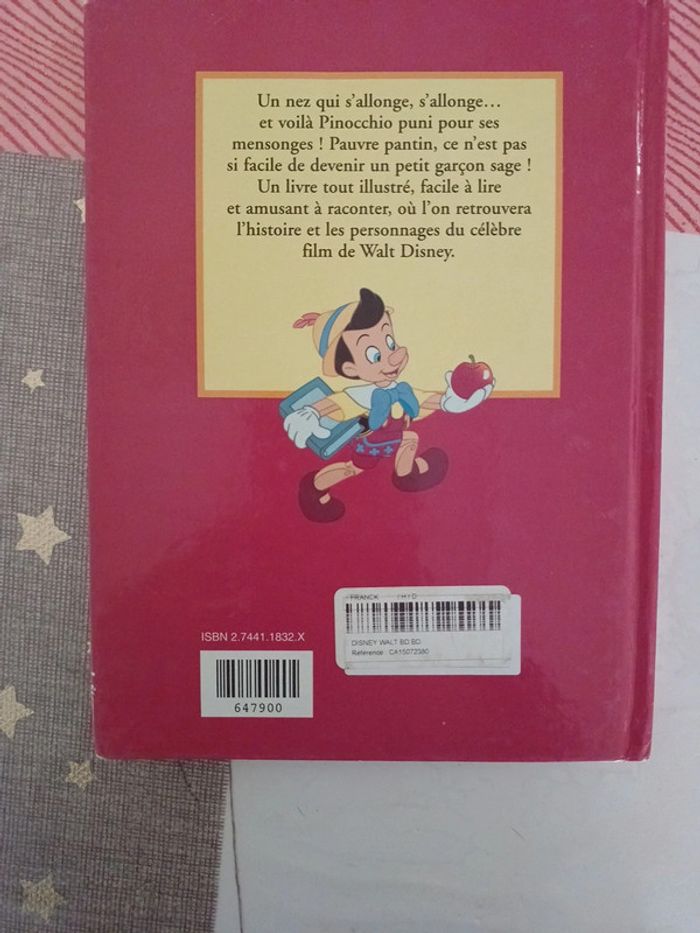 Un nez qui s'allonge, s'allonge…
et voilà Pinocchio puni pour ses
mensonges ! Pauvre pantin, ce n'est pas
si facile de devenir un petit garçon sage !
Un livre tout illustré, facile à lire
et amusant à raconter, où l'on retrouvera
l'histoire et les personnages du célèbre
film de Walt Disney.
FRANCK
DISNEY WALT BD BD
Référence : CA15072380
ISBN 2.7441.1832.X
647900